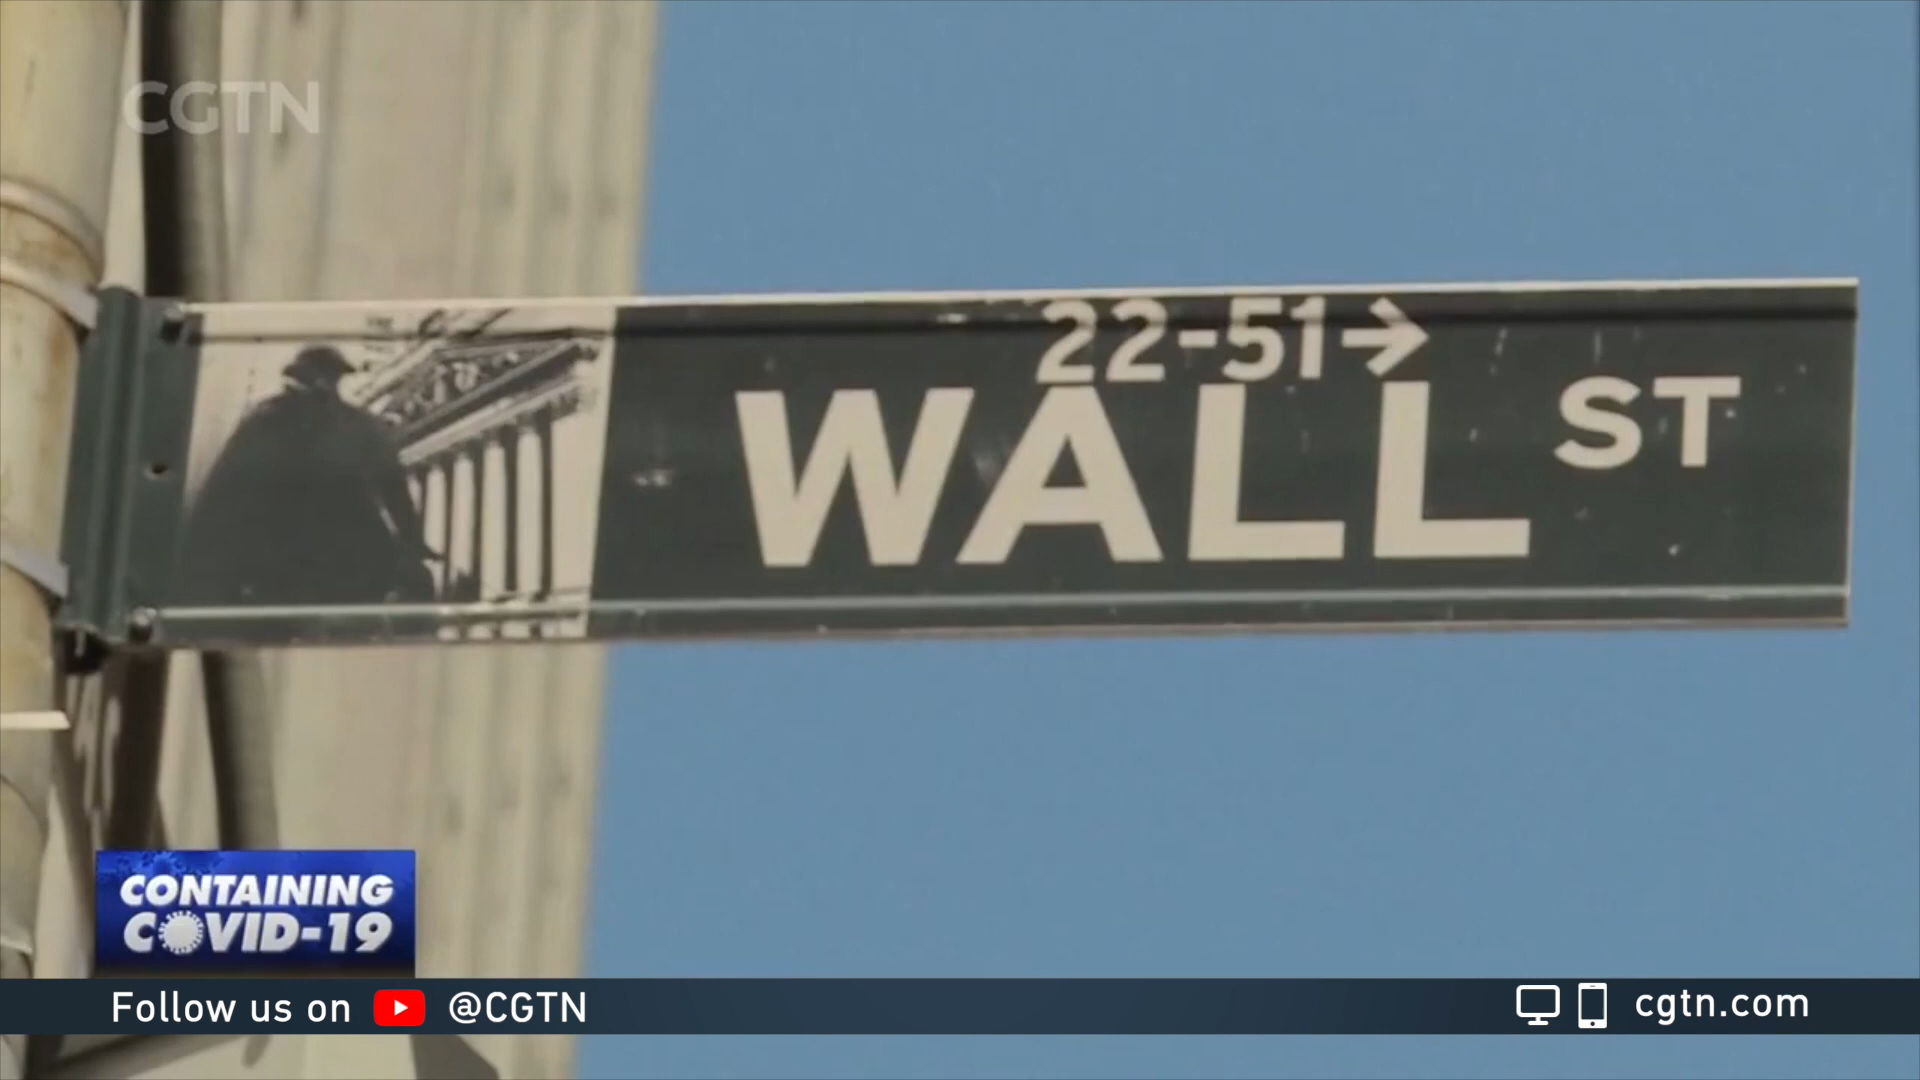 CGTN
22-51→
WALL ST
CONTAINING
COVID-19
Follow us on @CGTN
cgtn.com